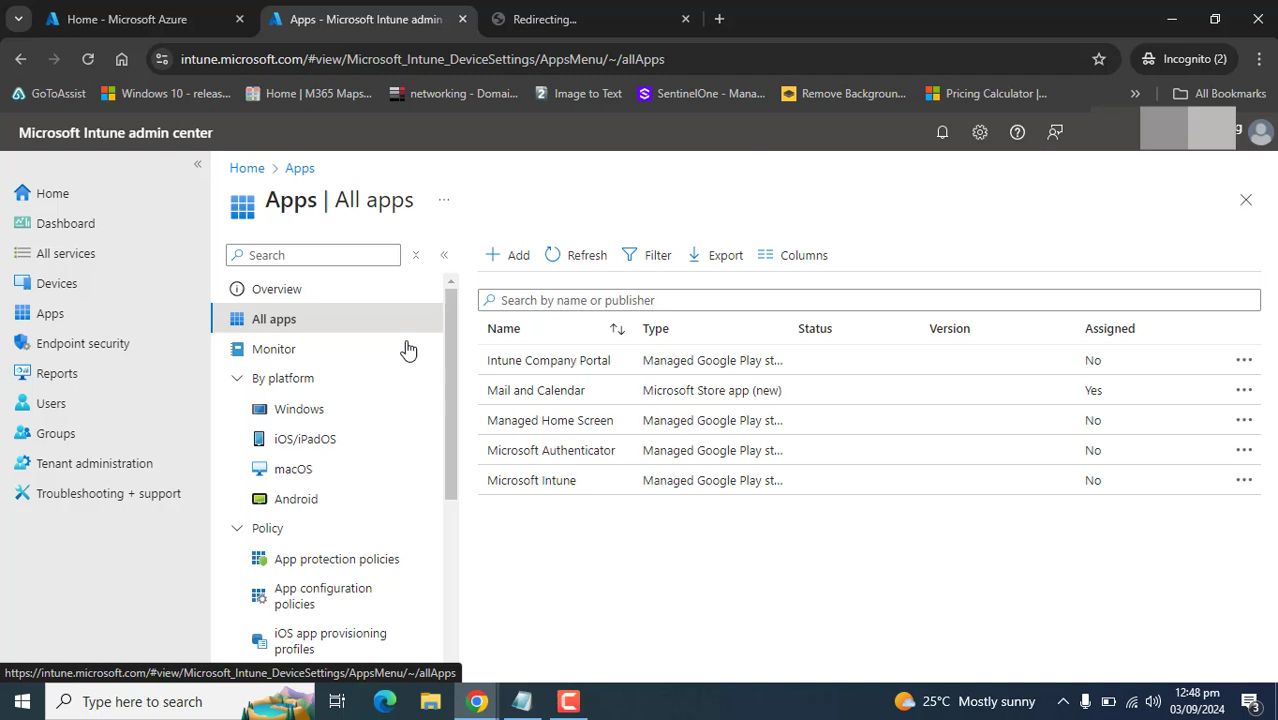 Home - Microsoft Azure
Apps - Microsoft Intune admin
Redirecting...
intune.microsoft.com/#view/Microsoft_Intune_DeviceSettings/AppsMenu/~/allApps
Incognito (2)
GoToAssist
Windows 10 - releas...
Home | M365 Maps...
networking - Domai...
Image to Text
SentinelOne - Mana...
Remove Backgroun...
Pricing Calculator |...
»
All Bookmarks
Microsoft Intune admin center
g
Home
Dashboard
All services
Devices
Apps
Endpoint security
Reports
Users
Groups
Tenant administration
Troubleshooting + support
Home > Apps
Apps | All apps ...
Search
Overview
All apps
Monitor
By platform
Windows
iOS/iPadOS
macOS
Android
Policy
App protection policies
App configuration
policies
iOS app provisioning
profiles
Add Refresh Filter Export Columns
Search by name or publisher
Name Type Status Version Assigned
Intune Company Portal Managed Google Play st... No ...
Mail and Calendar Microsoft Store app (new) Yes ...
Managed Home Screen Managed Google Play st... No ...
Microsoft Authenticator Managed Google Play st... No ...
Microsoft Intune Managed Google Play st... No ...
https://intune.microsoft.com/#view/Microsoft_Intune_DeviceSettings/AppsMenu/~/allApps
Type here to search
25°C Mostly sunny
12:48 pm
03/09/2024
3